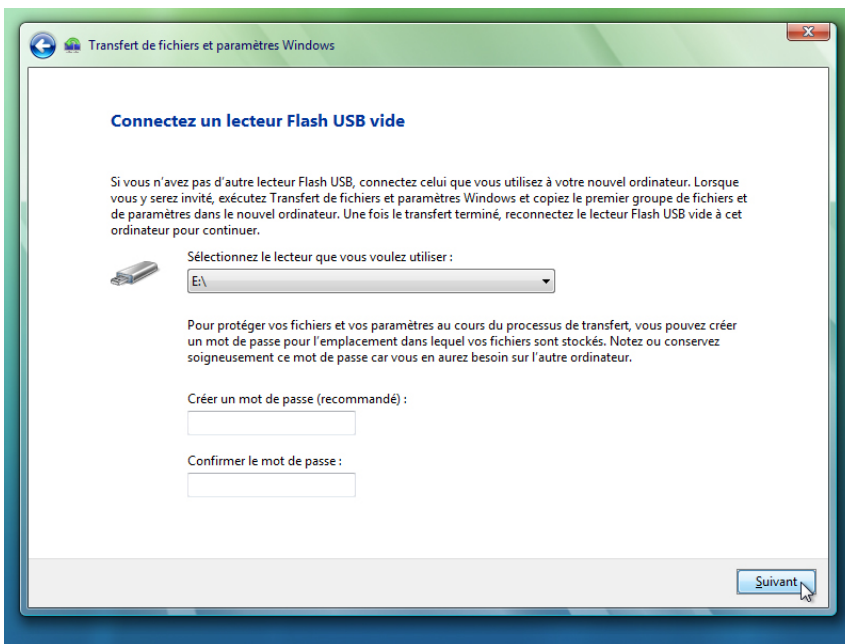 Transfert de fichiers et paramètres Windows
Connectez un lecteur Flash USB vide
Si vous n'avez pas d'autre lecteur Flash USB, connectez celui que vous utilisez à votre nouvel ordinateur. Lorsque
vous y serez invité, exécutez Transfert de fichiers et paramètres Windows et copiez le premier groupe de fichiers et
de paramètres dans le nouvel ordinateur. Une fois le transfert terminé, reconnectez le lecteur Flash USB vide à cet
ordinateur pour continuer.
Sélectionnez le lecteur que vous voulez utiliser :
E:\
Pour protéger vos fichiers et vos paramètres au cours du processus de transfert, vous pouvez créer
un mot de passe pour l'emplacement dans lequel vos fichiers sont stockés. Notez ou conservez
soigneusement ce mot de passe car vous en aurez besoin sur l'autre ordinateur.
Créer un mot de passe (recommandé) :
Confirmer le mot de passe :
Suivant